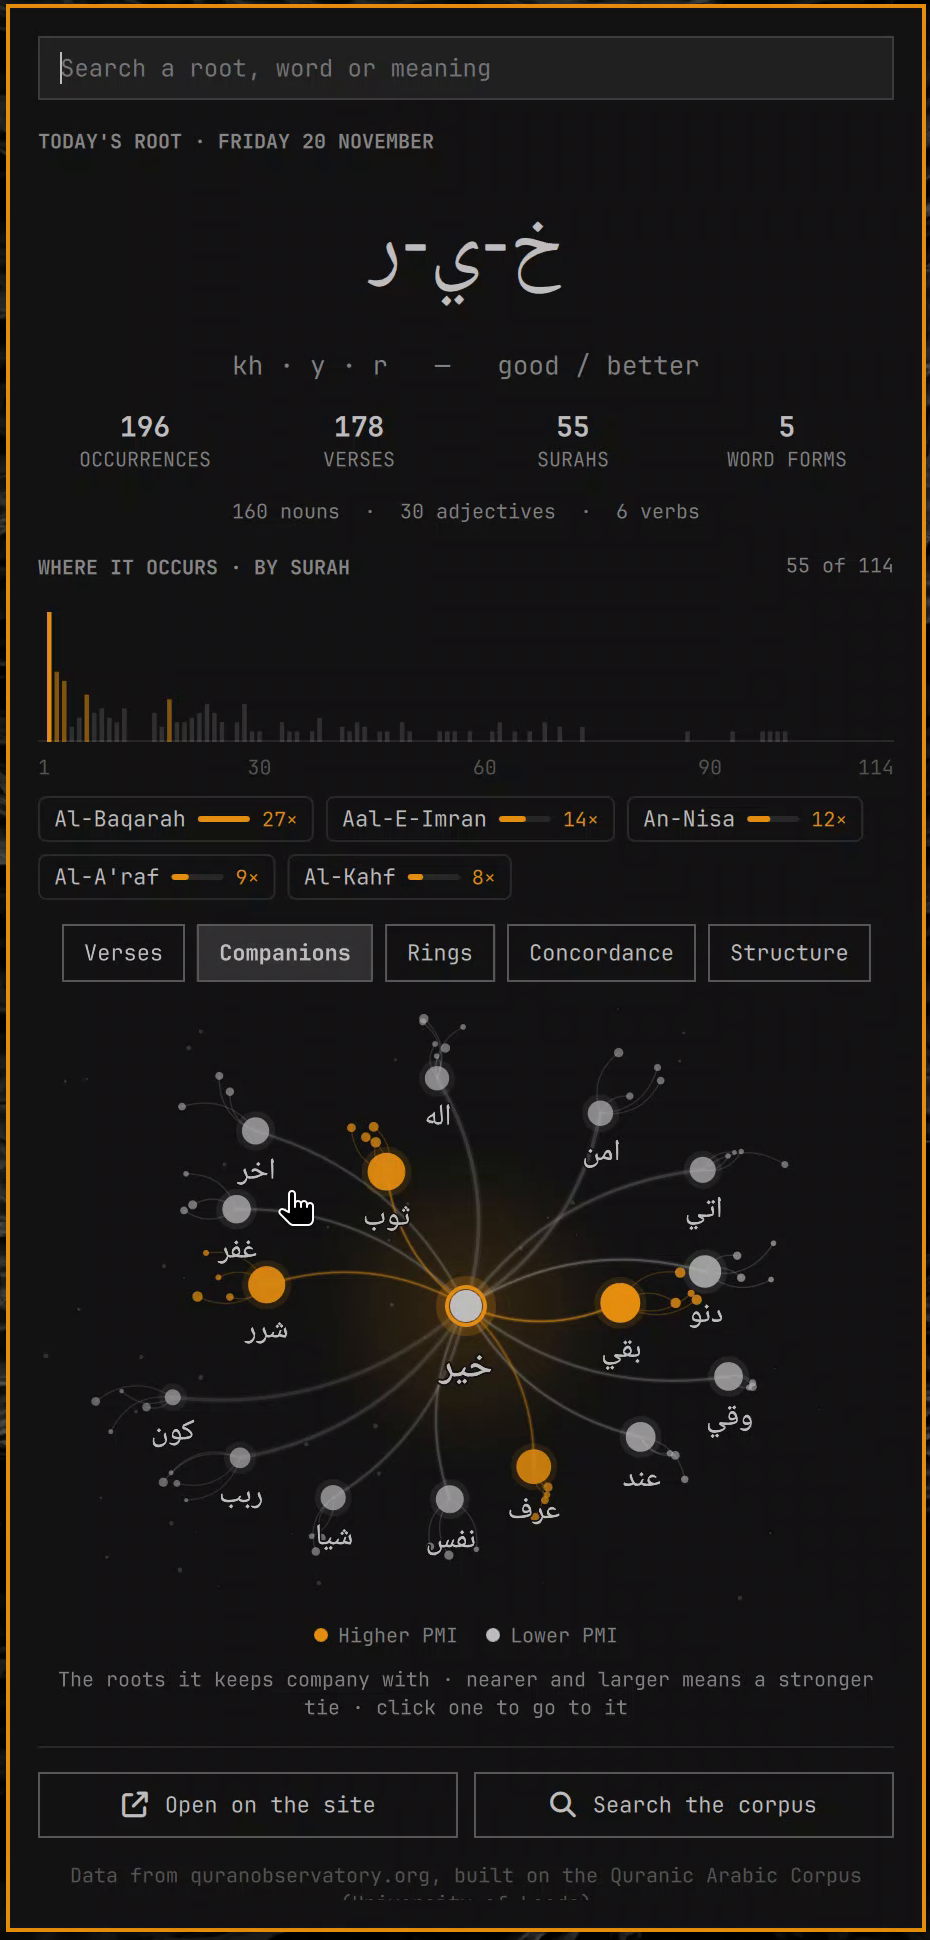 Search a root, word or meaning
TODAY'S ROOT · FRIDAY 20 NOVEMBER
خ-ي-ر
kh · y · r — good / better
196 178 55 5
OCCURRENCES VERSES SURAHS WORD FORMS
160 nouns · 30 adjectives · 6 verbs
WHERE IT OCCURS · BY SURAH 55 of 114
1 30 60 90 114
Al-Baqarah 27× Aal-E-Imran 14× An-Nisa 12×
Al-A'raf 9× Al-Kahf 8×
Verses Companions Rings Concordance Structure
اله
امن
اخر
اتي
ثوب
غفر
دنو
شرر
بقي
خير
وقي
كون
عند
ربب
عرف
شيا
نفس
Higher PMI Lower PMI
The roots it keeps company with · nearer and larger means a stronger
tie · click one to go to it
Open on the site Search the corpus
Data from quranobservatory.org, built on the Quranic Arabic Corpus